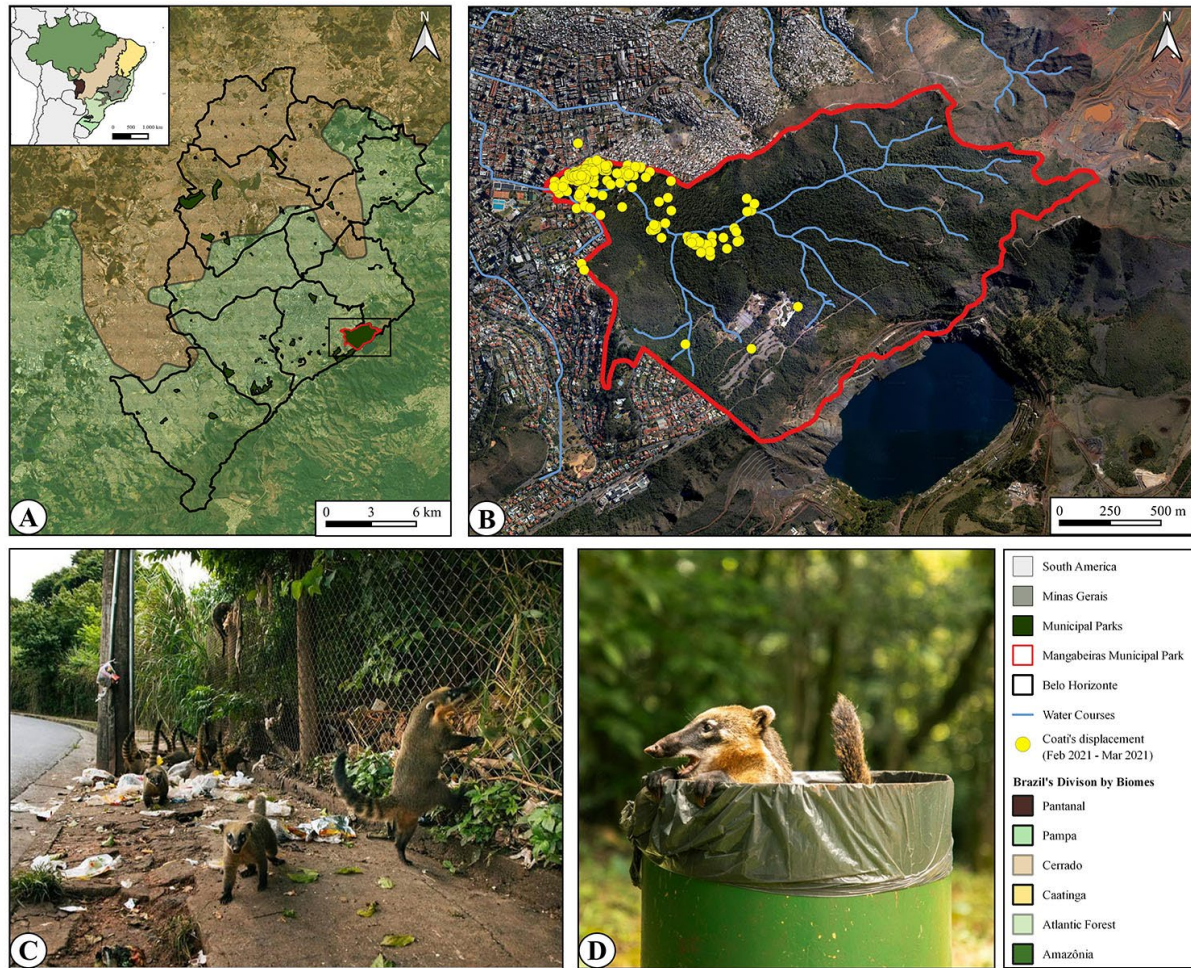 N
0 500 1.000 km
A
0 3 6 km
N
B
0 250 500 m
C
D
South America
Minas Gerais
Municipal Parks
Mangabeiras Municipal Park
Belo Horizonte
Water Courses
Coati's displacement
(Feb 2021 - Mar 2021)
Brazil's Divison by Biomes
Pantanal
Pampa
Cerrado
Caatinga
Atlantic Forest
Amazônia